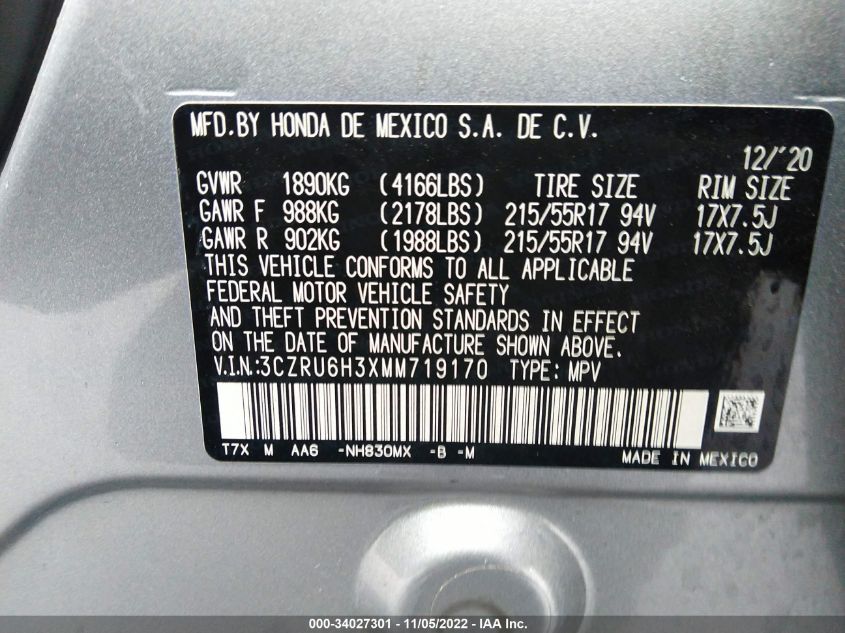 MFD.BY HONDA DE MEXICO S.A. DE C.V.
12/'20
GVWR 1890KG (4166LBS) TIRE SIZE RIM SIZE
GAWR F 988KG (2178LBS) 215/55R17 94V 17X7.5J
GAWR R 902KG (1988LBS) 215/55R17 94V 17X7.5J
THIS VEHICLE CONFORMS TO ALL APPLICABLE
FEDERAL MOTOR VEHICLE SAFETY
AND THEFT PREVENTION STANDARDS IN EFFECT
ON THE DATE OF MANUFACTURE SHOWN ABOVE.
V.I.N.:3CZRU6H3XMM719170 TYPE: MPV
T7X M AA6 -NH830MX -B -M MADE IN MEXICO
000-34027301 - 11/05/2022 - IAA Inc.